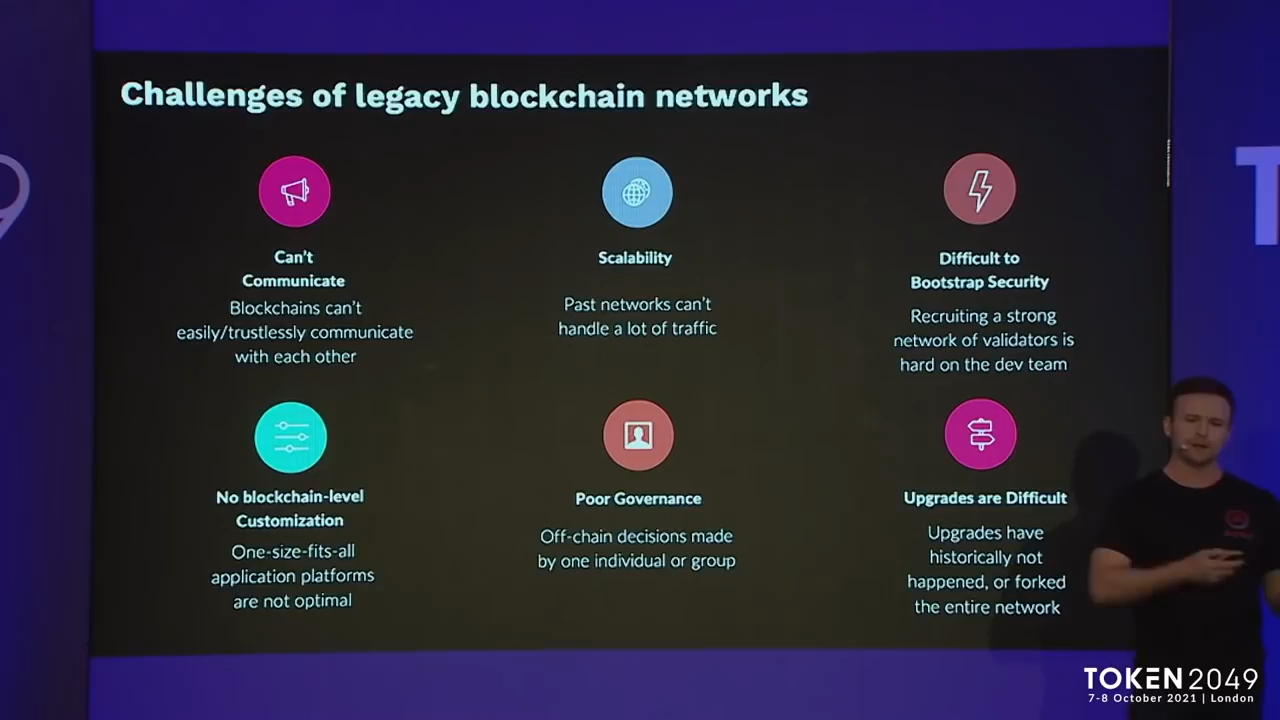 Challenges of legacy blockchain networks
Can't
Communicate
Blockchains can't
easily/trustlessly communicate
with each other
Scalability
Past networks can't
handle a lot of traffic
Difficult to
Bootstrap Security
Recruiting a strong
network of validators is
hard on the dev team
No blockchain-level
Customization
One-size-fits-all
application platforms
are not optimal
Poor Governance
Off-chain decisions made
by one individual or group
Upgrades are Difficult
Upgrades have
historically not
happened, or forked
the entire network
9
T
TOKEN2049
7-8 October 2021 | London